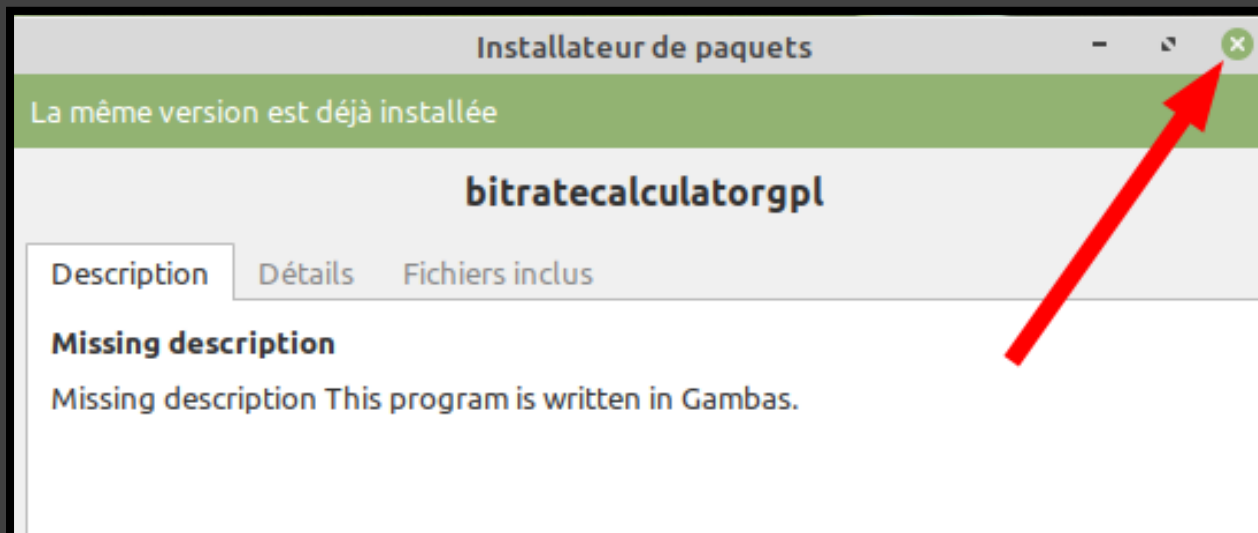 Installateur de paquets
La même version est déjà installée
bitratecalculatorgpl
Description Détails Fichiers inclus
Missing description
Missing description This program is written in Gambas.